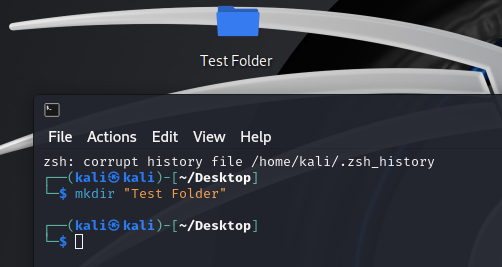 Test Folder
File Actions Edit View Help
zsh: corrupt history file /home/kali/.zsh_history
┌──(kali㉿kali)-[~/Desktop]
└─$ mkdir "Test Folder"
┌──(kali㉿kali)-[~/Desktop]
└─$